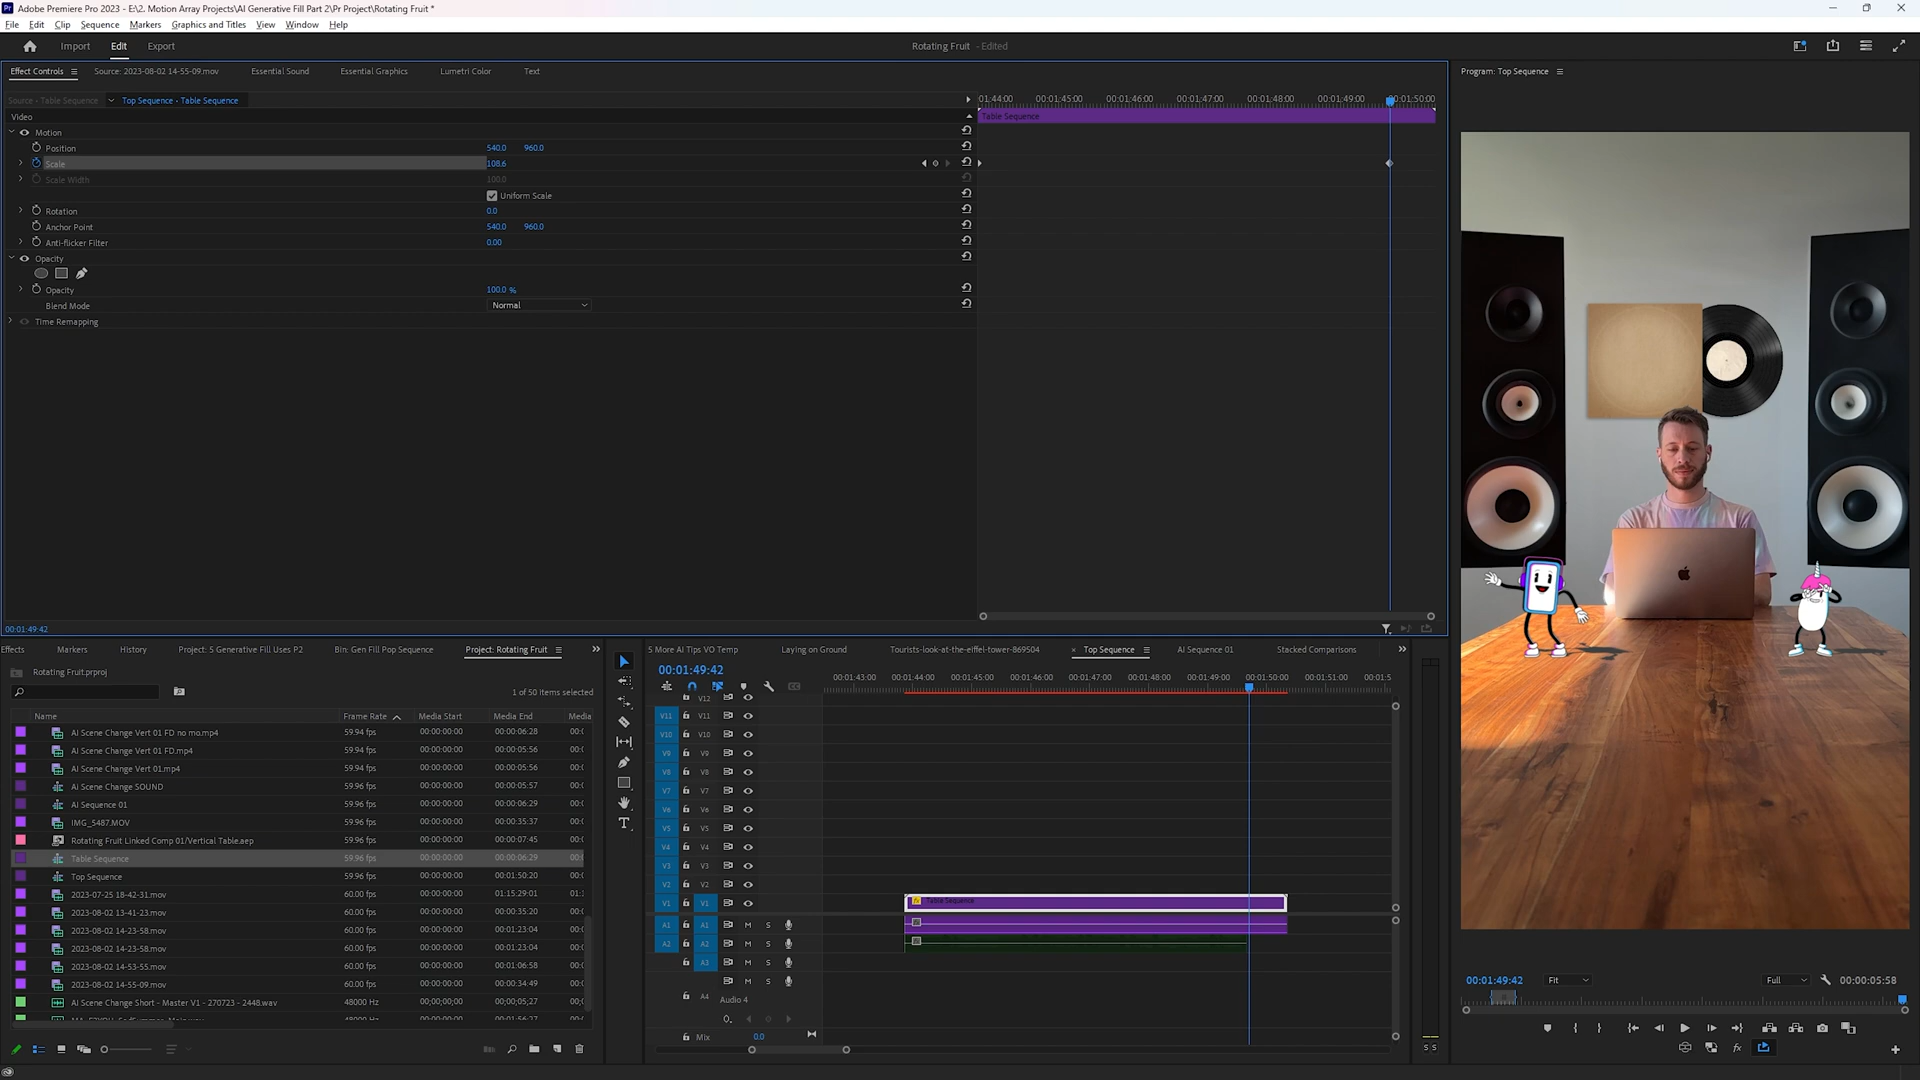 Adobe Premiere Pro 2023 - E:\2. Motion Array Projects\AI Generative Fill Part 2\Pr Project\Rotating Fruit *
File Edit Clip Sequence Markers Graphics and Titles View Window Help
Import Edit Export
Rotating Fruit - Edited
Effect Controls Source: 2023-08-02 14-55-09.mov Essential Sound Essential Graphics Lumetri Color Text
Program: Top Sequence
Source • Table Sequence Top Sequence • Table Sequence
01:44:00 00:01:45:00 00:01:46:00 00:01:47:00 00:01:48:00 00:01:49:00 00:01:50:00
Video
Table Sequence
Motion
Position 540.0 960.0
Scale 108.6
Scale Width 100.0
Uniform Scale
Rotation 0.0
Anchor Point 540.0 960.0
Anti-flicker Filter 0.00
Opacity
Opacity 100.0 %
Blend Mode Normal
Time Remapping
00:01:49:42
Effects Markers History Project: 5 Generative Fill Uses P2 Bin: Gen Fill Pop Sequence Project: Rotating Fruit
Rotating Fruit.prproj
1 of 50 Items selected
Name Frame Rate Media Start Media End Media
AI Scene Change Vert 01 FD no mo.mp4 59.94 fps 00:00:00:00 00:00:06:28 00:(
AI Scene Change Vert 01 FD.mp4 59.94 fps 00:00:00:00 00:00:05:56 00:(
AI Scene Change Vert 01.mp4 59.94 fps 00:00:00:00 00:00:05:56 00:(
AI Scene Change SOUND 59.96 fps 00:00:00:00 00:00:05:57 00:(
AI Sequence 01 59.96 fps 00:00:00:00 00:00:06:29 00:(
IMG_5487.MOV 59.96 fps 00:00:00:00 00:00:35:37 00:(
Rotating Fruit Linked Comp 01/Vertical Table.aep 59.96 fps 00:00:00:00 00:00:07:45 00:(
Table Sequence 59.96 fps 00:00:00:00 00:00:06:29 00:(
Top Sequence 59.96 fps 00:00:00:00 00:01:50:20 00:(
2023-07-25 18-42-31.mov 60.00 fps 00:00:00:00 01:15:29:01 01:
2023-08-02 13-41-23.mov 60.00 fps 00:00:00:00 00:00:35:20 00:(
2023-08-02 14-23-58.mov 60.00 fps 00:00:00:00 00:01:23:04 00:(
2023-08-02 14-23-58.mov 60.00 fps 00:00:00:00 00:01:23:04 00:(
2023-08-02 14-53-55.mov 60.00 fps 00:00:00:00 00:01:06:58 00:(
2023-08-02 14-55-09.mov 60.00 fps 00:00:00:00 00:00:34:49 00:(
AI Scene Change Short - Master V1 - 270723 - 2448.wav 48000 Hz 00;00;00;00 00;00;05;27 00:(
5 More AI Tips VO Temp Laying on Ground Tourists-look-at-the-eiffel-tower-869504 Top Sequence AI Sequence 01 Stacked Comparisons
00:01:49:42
00:01:43:00 00:01:44:00 00:01:45:00 00:01:46:00 00:01:47:00 00:01:48:00 00:01:49:00 00:01:50:00 00:01:51:00 00:01:5
V12
V11 V11
V10 V10
V9 V9
V8 V8
V7 V7
V6 V6
V5 V5
V4 V4
V3 V3
V2 V2
V1 V1 fx Table Sequence
A1 A1 M S
A2 A2 M S
A3 M S
M S
A4 Audio 4
Mix 0.0
S S
00:01:49:42 Fit Full 00:00:05:58
fx